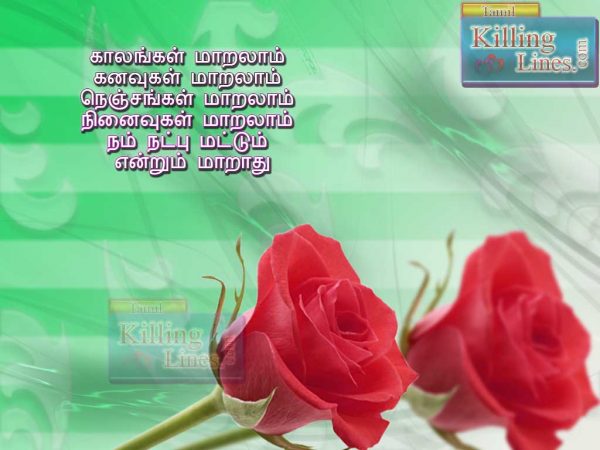 Tamil
Killing
Lines.com
காலங்கள் மாறலாம்
கனவுகள் மாறலாம்
நெஞ்சங்கள் மாறலாம்
நினைவுகள் மாறலாம்
நம் நட்பு மட்டும்
என்றும் மாறாது
Tamil
Killing
Lines.com